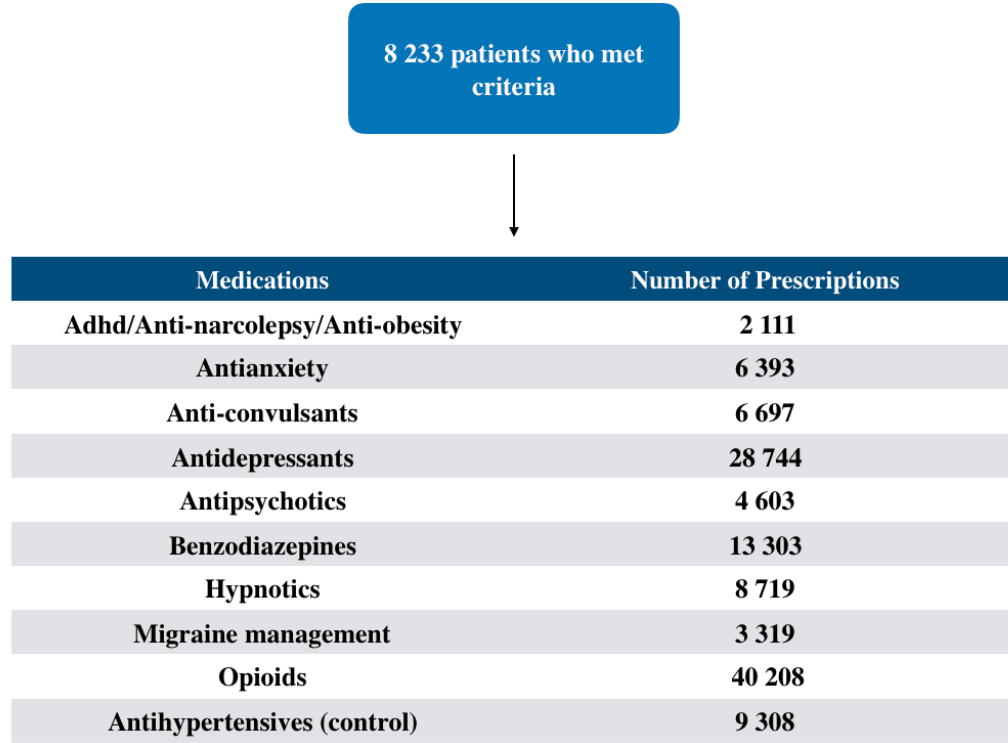 8 233 patients who met
criteria
Medications Number of Prescriptions
Adhd/Anti-narcolepsy/Anti-obesity 2 111
Antianxiety 6 393
Anti-convulsants 6 697
Antidepressants 28 744
Antipsychotics 4 603
Benzodiazepines 13 303
Hypnotics 8 719
Migraine management 3 319
Opioids 40 208
Antihypertensives (control) 9 308